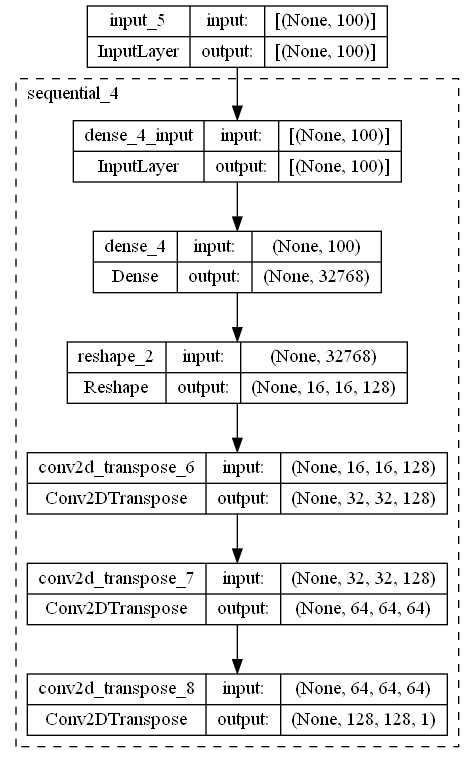 input_5 input: [(None, 100)]
InputLayer output: [(None, 100)]
sequential_4
dense_4_input input: [(None, 100)]
InputLayer output: [(None, 100)]
dense_4 input: (None, 100)
Dense output: (None, 32768)
reshape_2 input: (None, 32768)
Reshape output: (None, 16, 16, 128)
conv2d_transpose_6 input: (None, 16, 16, 128)
Conv2DTranspose output: (None, 32, 32, 128)
conv2d_transpose_7 input: (None, 32, 32, 128)
Conv2DTranspose output: (None, 64, 64, 64)
conv2d_transpose_8 input: (None, 64, 64, 64)
Conv2DTranspose output: (None, 128, 128, 1)